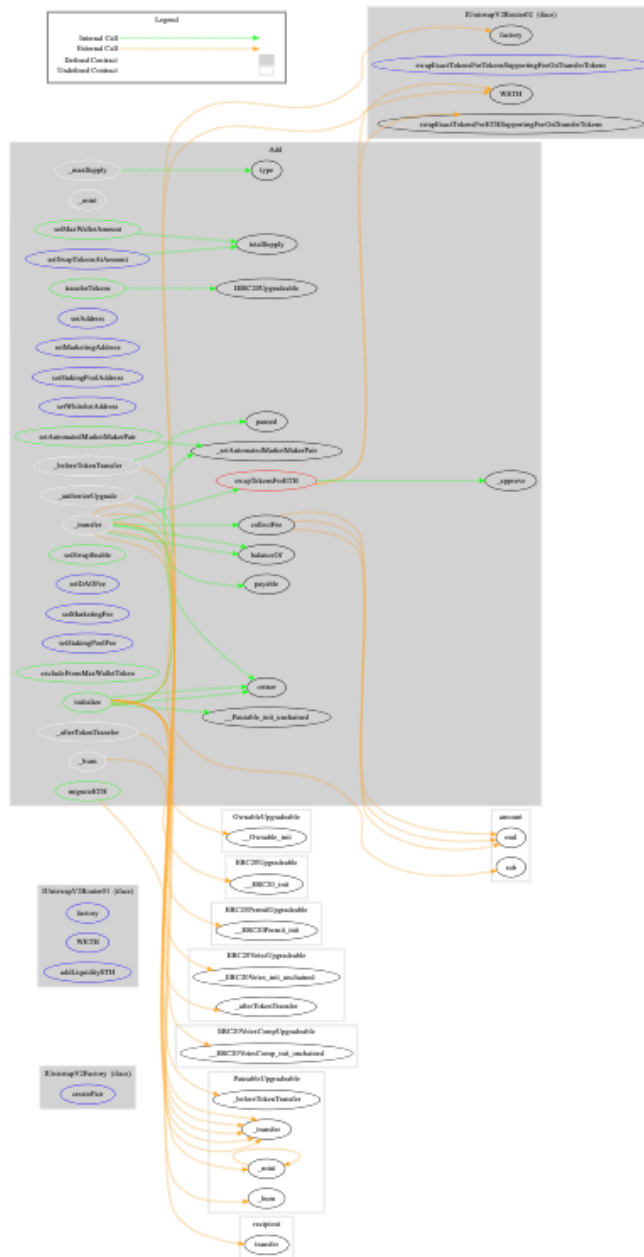 Legend
Internal Call
External Call
Defined Contract
Undefined Contract
IUniswapV2Router02 (iface)
factory
swapExactTokensForTokensSupportingFeeOnTransferTokens
WETH
swapExactTokensForETHSupportingFeeOnTransferTokens
Add
_maxSupply
type
_mint
setMaxWalletAmount
totalSupply
setSwapTokensAtAmount
transferTokens
IERC20Upgradeable
setAddress
setMarketingAddress
setStakingPoolAddress
setWhitelistAddress
paused
setAutomatedMarketMakerPair
_setAutomatedMarketMakerPair
_beforeTokenTransfer
swapTokensForETH
_approve
_authorizeUpgrade
_transfer
collectFee
setSwapEnable
balanceOf
setDAOFee
payable
setMarketingFee
setStakingPoolFee
excludeFromMaxWalletToken
initialize
__Pausable_init_unchained
_afterTokenTransfer
_burn
migrateETH
OwnableUpgradeable
__Ownable_init
amount
mul
sub
ERC20Upgradeable
__ERC20_init
IUniswapV2Router01 (iface)
factory
WETH
addLiquidityETH
ERC20PermitUpgradeable
__ERC20Permit_init
ERC20VotesUpgradeable
__ERC20Votes_init_unchained
_afterTokenTransfer
ERC20VotesCompUpgradeable
__ERC20VotesComp_init_unchained
IUniswapV2Factory (iface)
createPair
PausableUpgradeable
_beforeTokenTransfer
_transfer
_mint
_burn
recipient
transfer